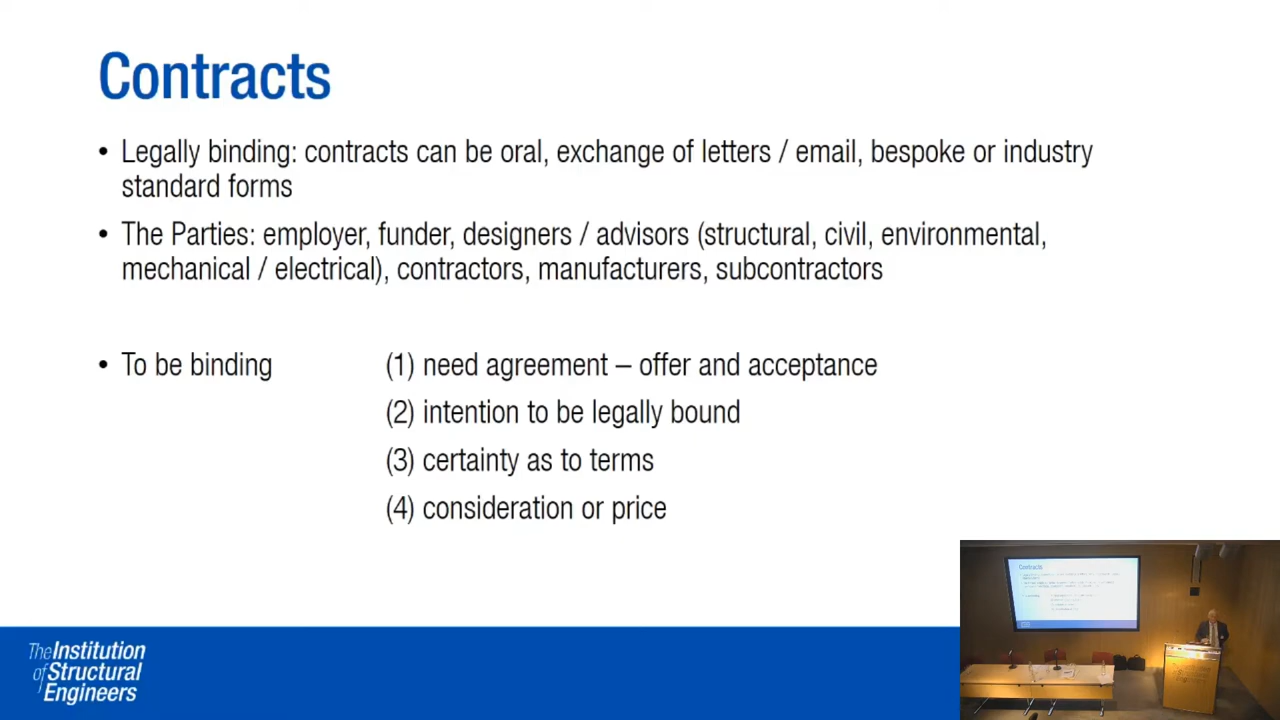 Contracts
• Legally binding: contracts can be oral, exchange of letters / email, bespoke or industry
standard forms
• The Parties: employer, funder, designers / advisors (structural, civil, environmental,
mechanical / electrical), contractors, manufacturers, subcontractors
• To be binding (1) need agreement – offer and acceptance
(2) intention to be legally bound
(3) certainty as to terms
(4) consideration or price
The Institution
of Structural
Engineers
Contracts